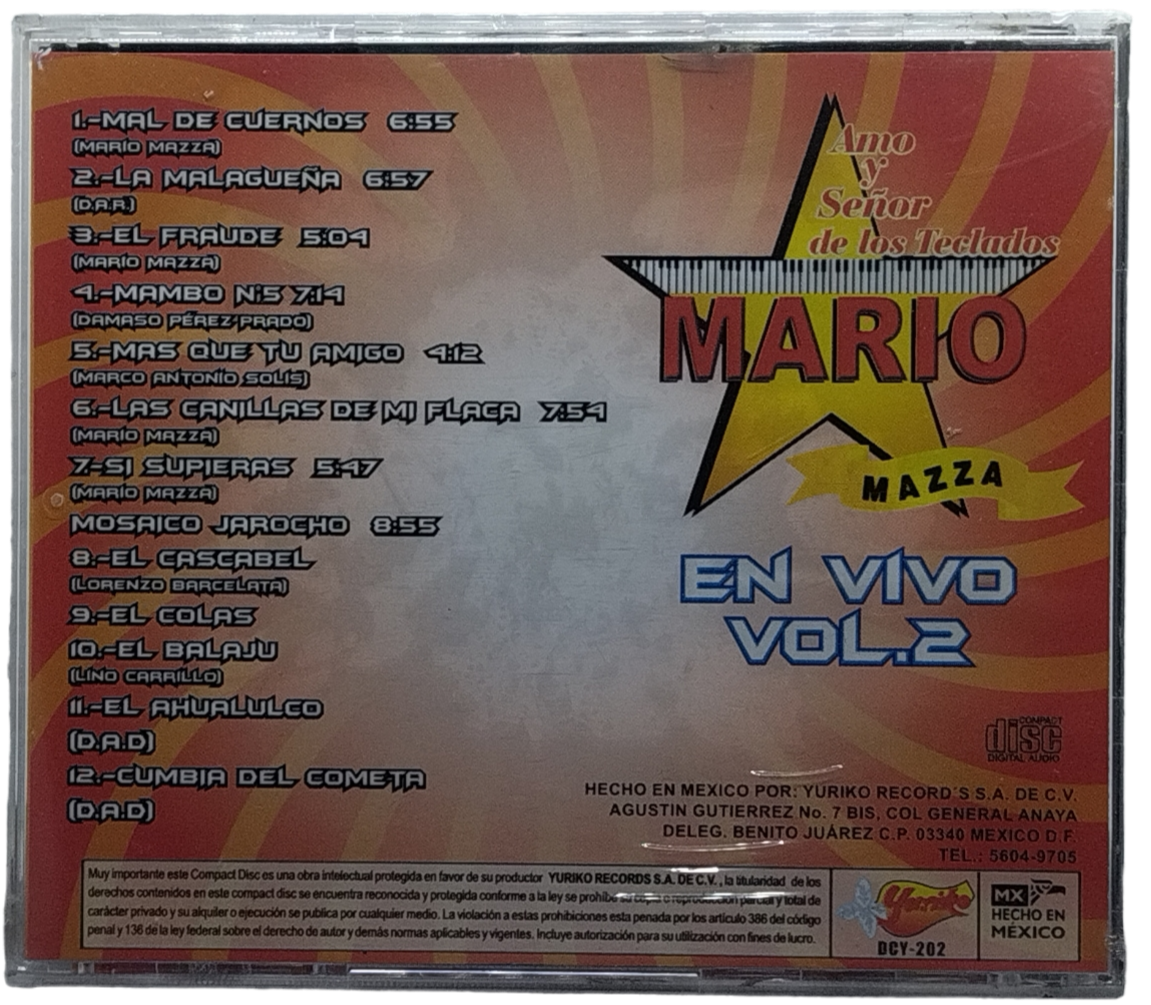 1.-MAL DE CUERNOS 6:55
(MARIO MAZZA)
2.-LA MALAGUEÑA 6:57
(D.A.R.)
3.-EL FRAUDE 5:04
(MARIO MAZZA)
4.-MAMBO N:5 7:14
(DAMASO PÉREZ PRADO)
5.-MAS QUE TU AMIGO 4:12
(MARCO ANTONIO SOLIS)
6.-LAS CANILLAS DE MI FLACA 7:54
(MARIO MAZZA)
7.-SI SUPIERAS 5:47
(MARIO MAZZA)
MOSAICO JAROCHO 8:55
8.-EL CASCABEL
(LORENZO BARCELATA)
9.-EL COLAS
10.-EL BALAJU
(LINO CARRILLO)
11.-EL AHUALULCO
(D.A.D)
12.-CUMBIA DEL COMETA
(D.A.D)
Amo
y
Señor
de los Teclados
MARIO
MAZZA
EN VIVO
VOL.2
COMPACT
disc
DIGITAL AUDIO
HECHO EN MEXICO POR: YURIKO RECORD'S S.A. DE C.V.
AGUSTIN GUTIERREZ No. 7 BIS, COL GENERAL ANAYA
DELEG. BENITO JUÁREZ C.P. 03340 MEXICO D.F.
TEL.: 5604-9705
Muy importante este Compact Disc es una obra intelectual protegida en favor de su productor YURIKO RECORDS S.A. DE C.V., la titularidad de los
derechos contenidos en este compact disc se encuentra reconocida y protegida conforme a la ley se prohibe su copia o reproduccion parcial y total de
carácter privado y su alquiler o ejecución se publica por cualquier medio. La violación a estas prohibiciones esta penada por los artículo 386 del código
penal y 136 de la ley federal sobre el derecho de autor y demás normas aplicables y vigentes. Incluye autorización para su utilización con fines de lucro.
Yuriko
DCY-202
MX
HECHO EN
MÉXICO